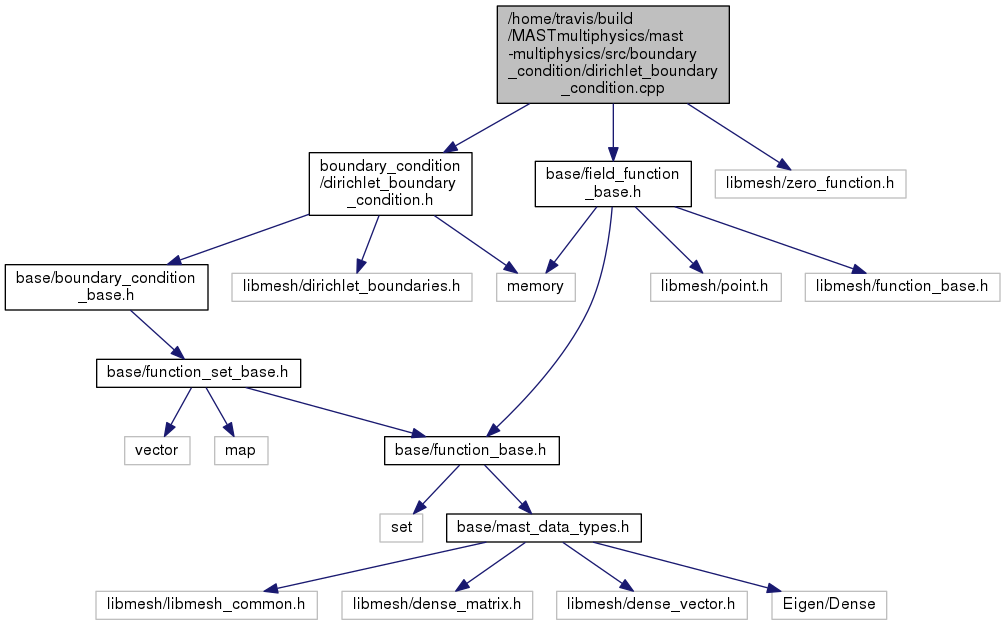 /home/travis/build
/MASTmultiphysics/mast
-multiphysics/src/boundary
_condition/dirichlet_boundary
_condition.cpp
boundary_condition
/dirichlet_boundary
_condition.h
base/field_function
_base.h
libmesh/zero_function.h
base/boundary_condition
_base.h
libmesh/dirichlet_boundaries.h
memory
libmesh/point.h
libmesh/function_base.h
base/function_set_base.h
vector
map
base/function_base.h
set
base/mast_data_types.h
libmesh/libmesh_common.h
libmesh/dense_matrix.h
libmesh/dense_vector.h
Eigen/Dense